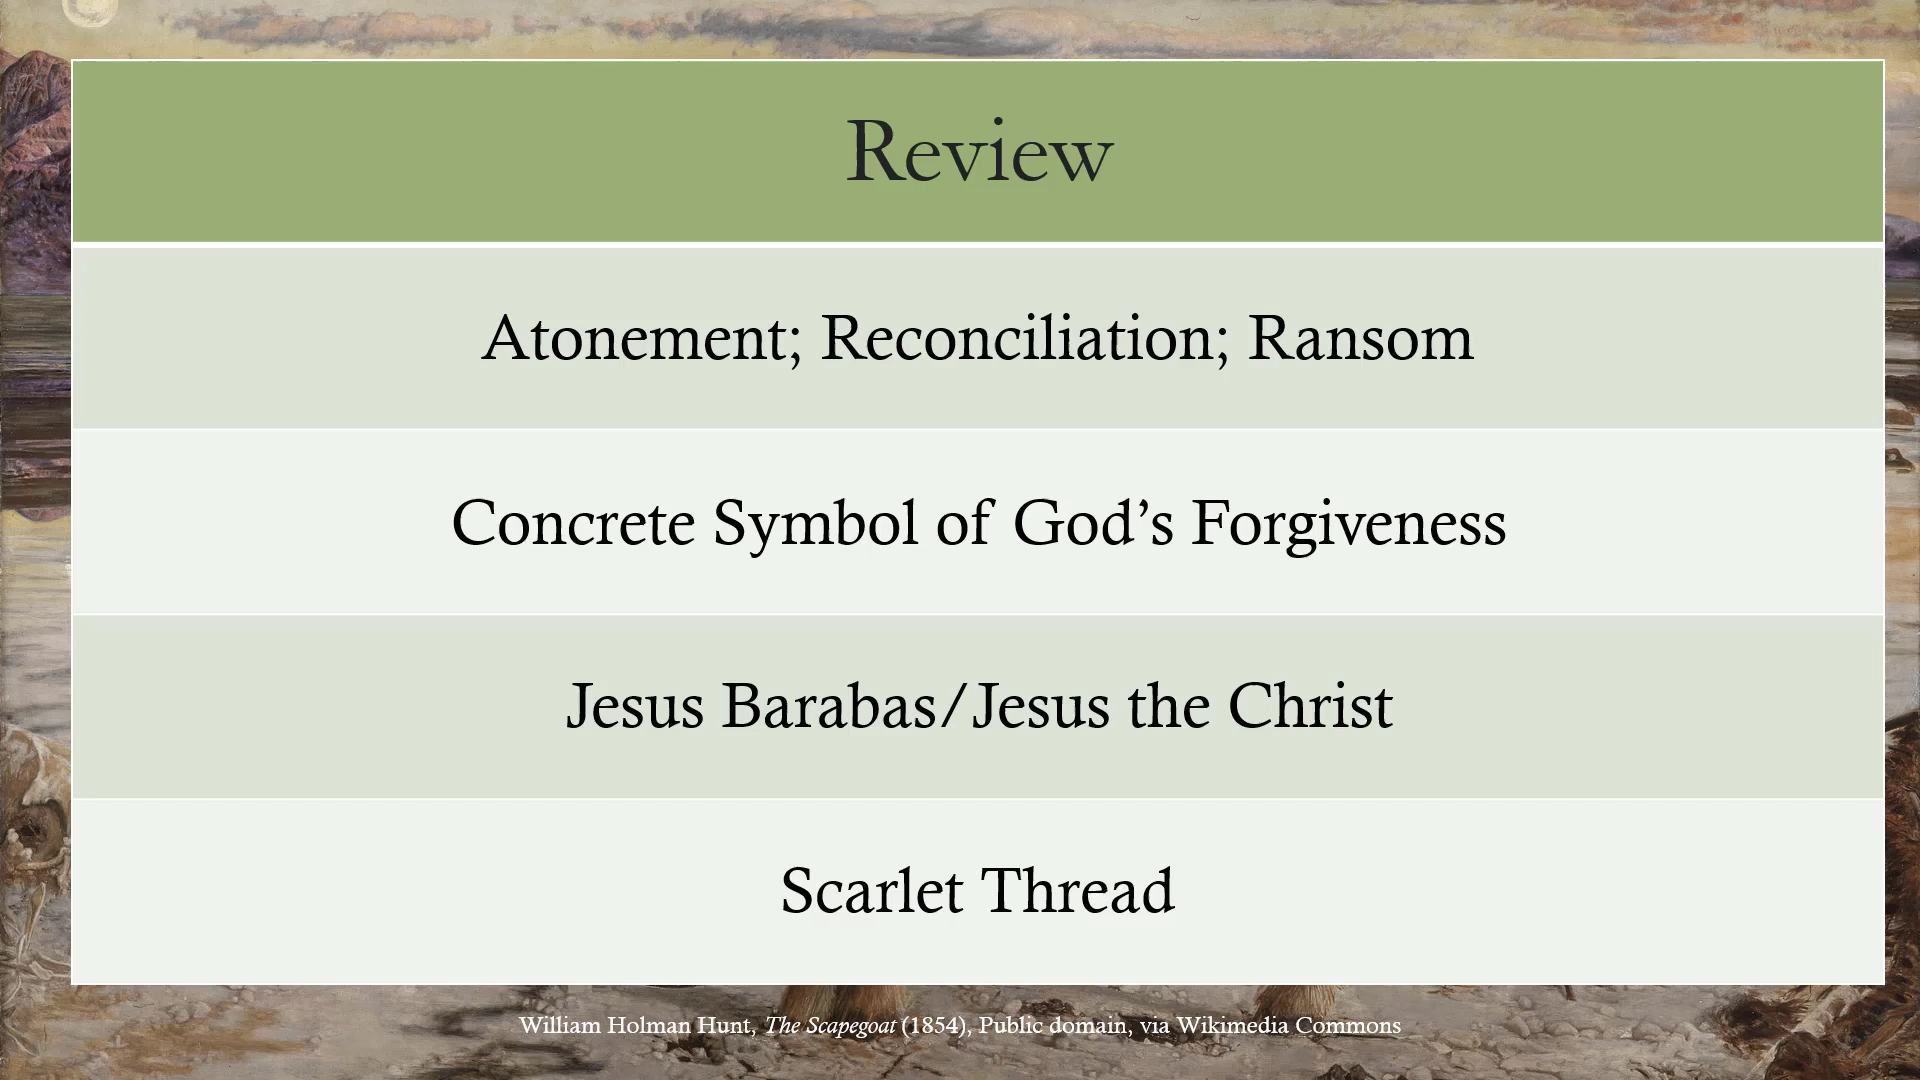 Review
Atonement; Reconciliation; Ransom
Concrete Symbol of God’s Forgiveness
Jesus Barabas/Jesus the Christ
Scarlet Thread
William Holman Hunt, The Scapegoat (1854), Public domain, via Wikimedia Commons